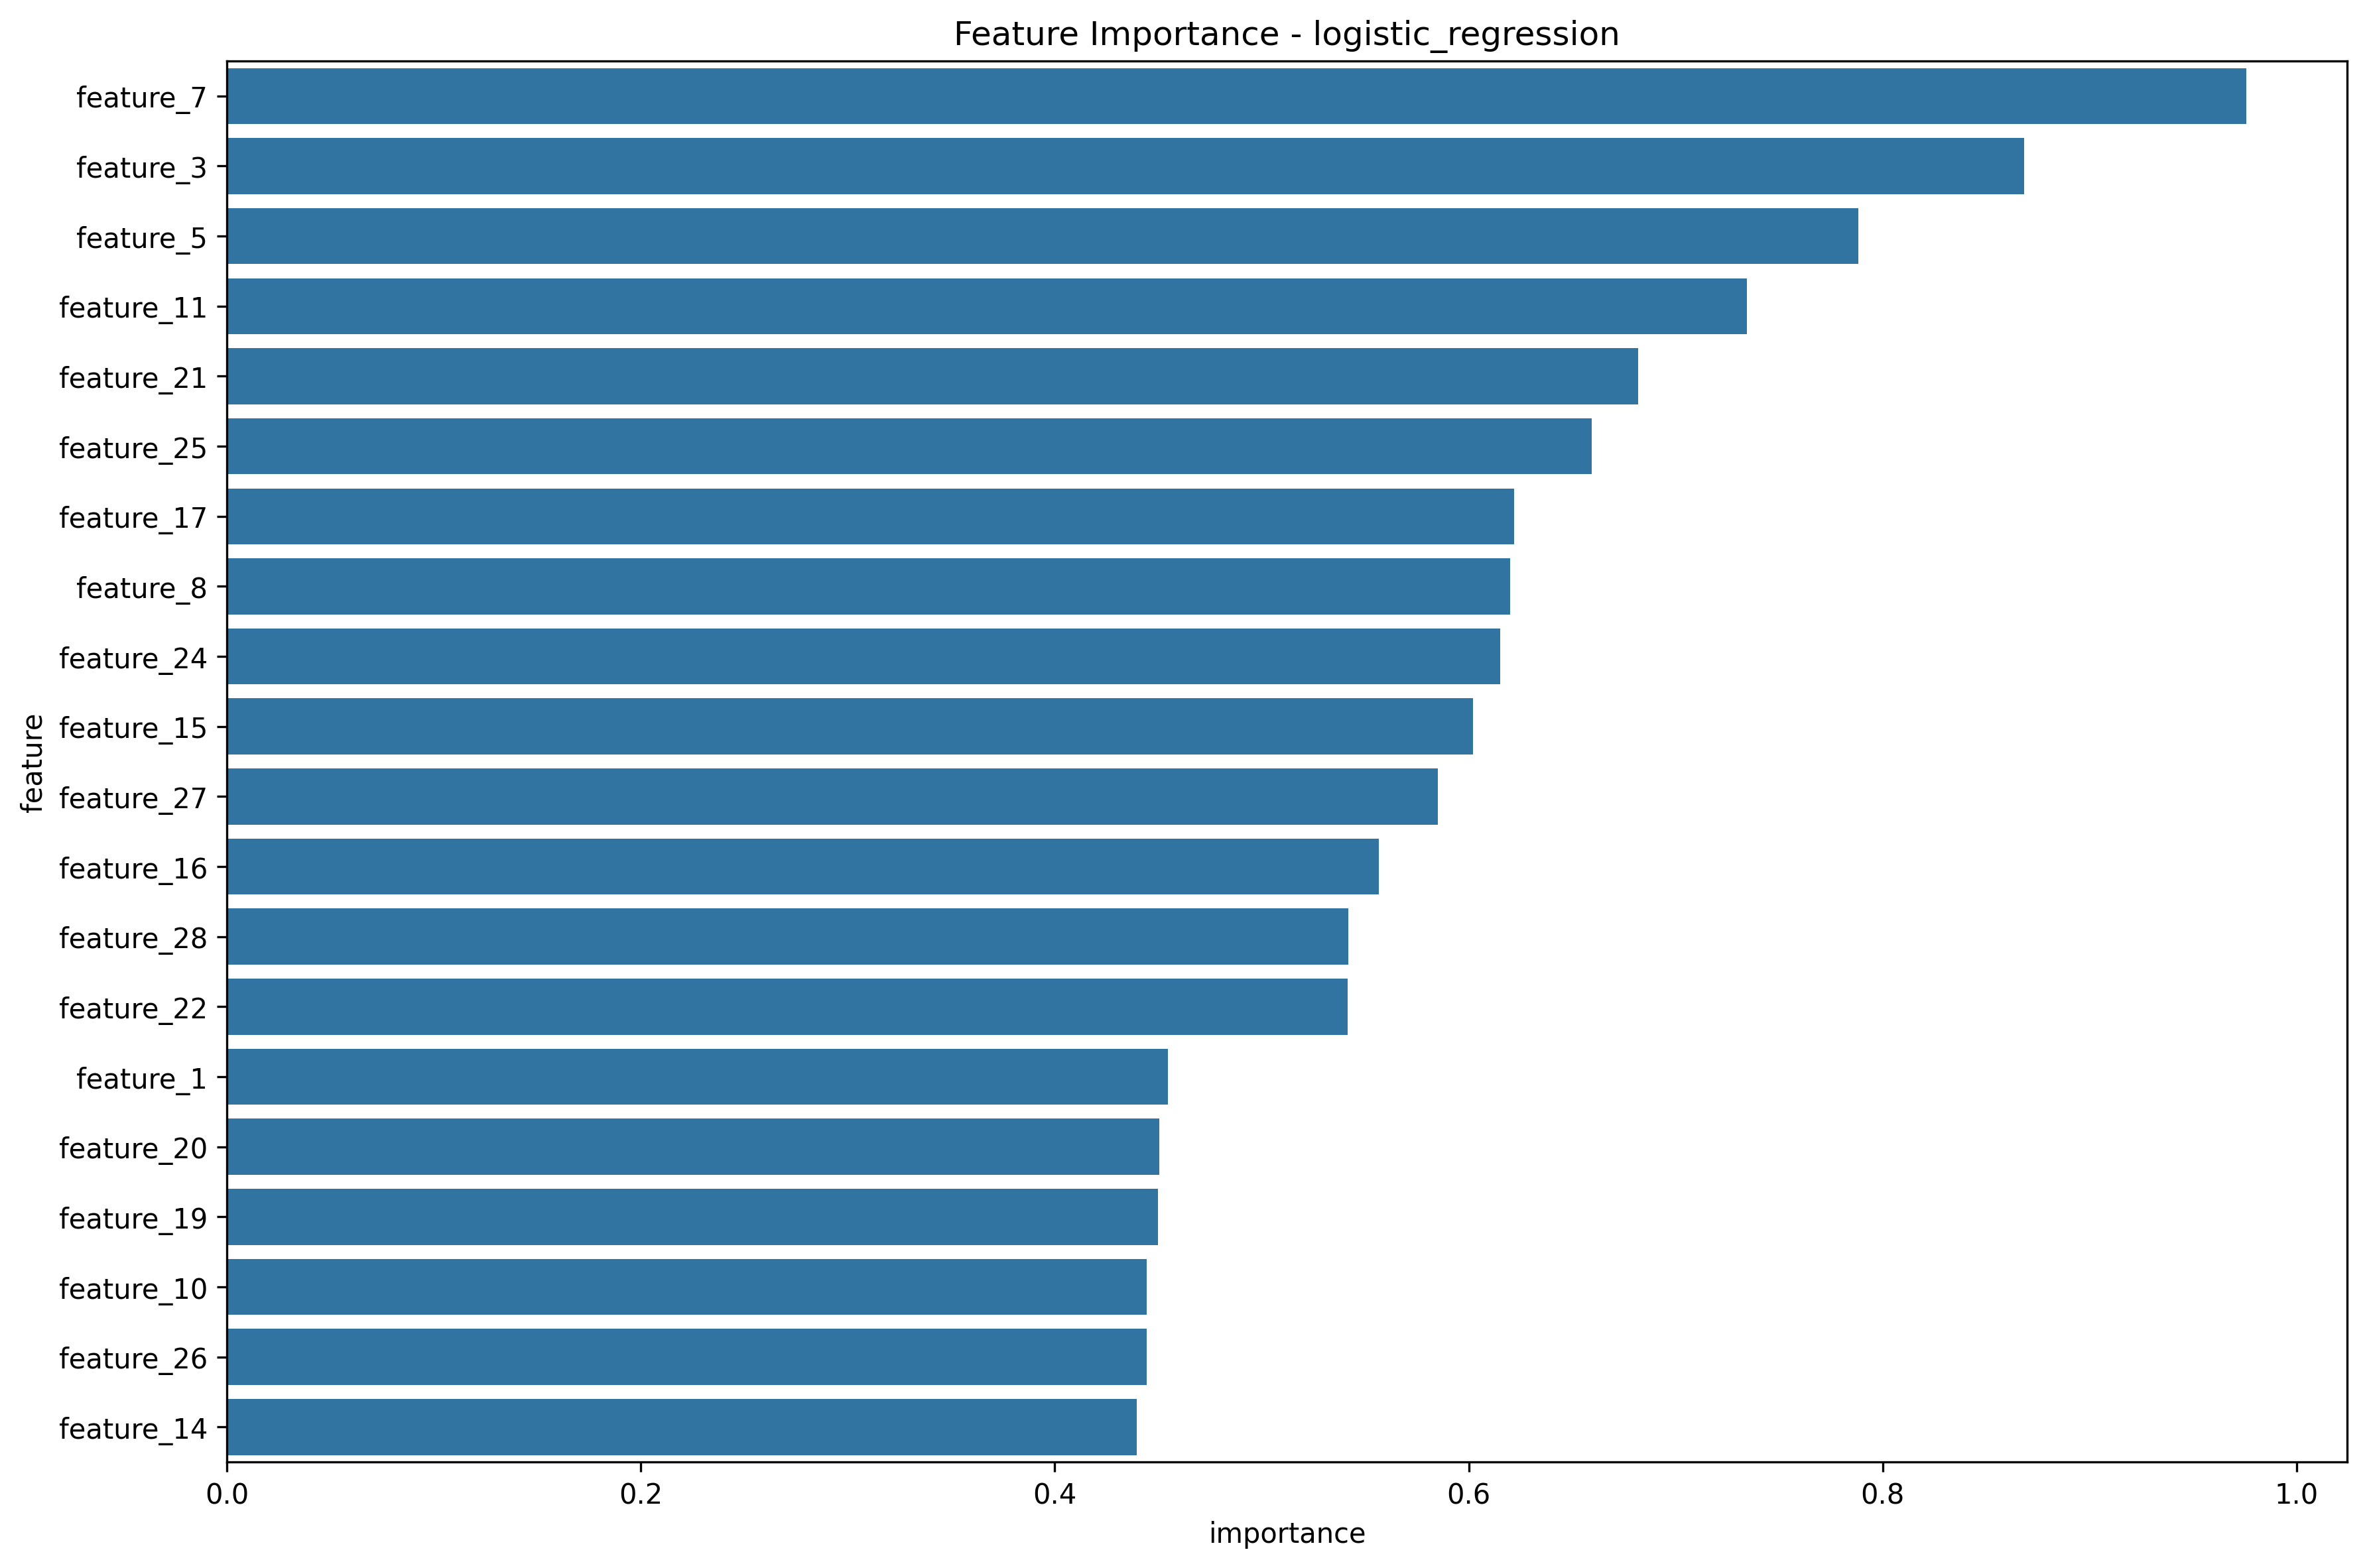 Feature Importance - logistic_regression
feature_7
feature_3
feature_5
feature_11
feature_21
feature_25
feature_17
feature_8
feature_24
feature_15
feature_27
feature_16
feature_28
feature_22
feature_1
feature_20
feature_19
feature_10
feature_26
feature_14
feature
0.0 0.2 0.4 0.6 0.8 1.0
importance